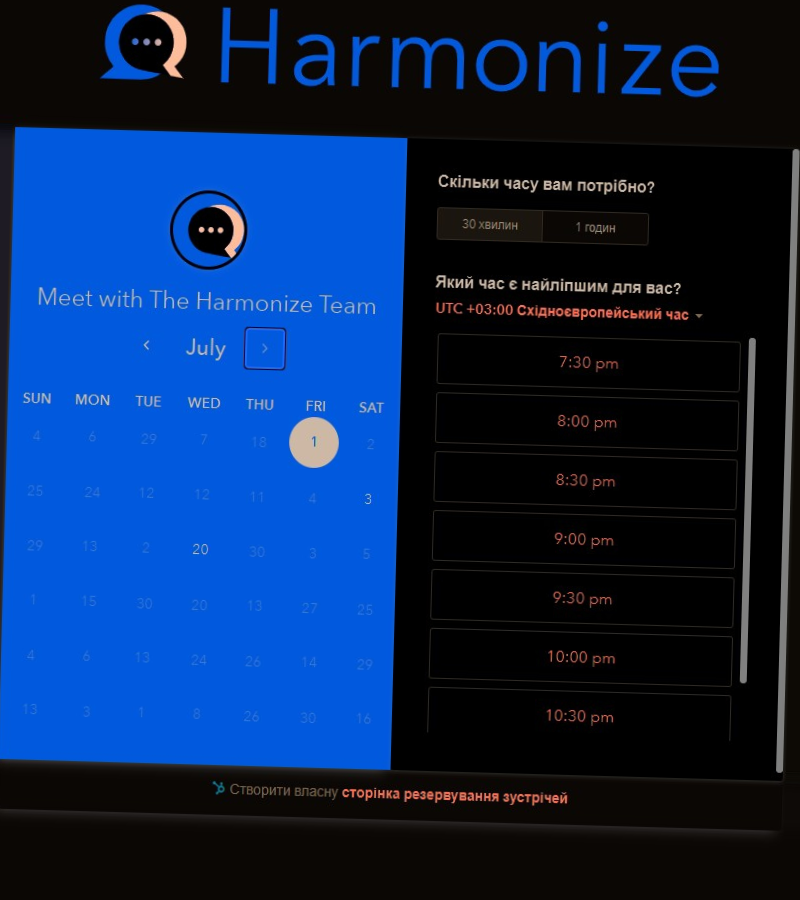 Harmonize
Meet with The Harmonize Team
July
SUN MON TUE WED THU FRI SAT
4 6 29 7 18 1 2
25 24 12 12 11 4 3
29 13 2 20 30 3 5
1 15 30 20 13 27 25
4 6 13 24 26 14 29
13 3 1 8 26 30 16
Скільки часу вам потрібно?
30 хвилин 1 годин
Який час є найліпшим для вас?
UTC +03:00 Східноєвропейський час
7:30 pm
8:00 pm
8:30 pm
9:00 pm
9:30 pm
10:00 pm
10:30 pm
Створити власну сторінка резервування зустрічей